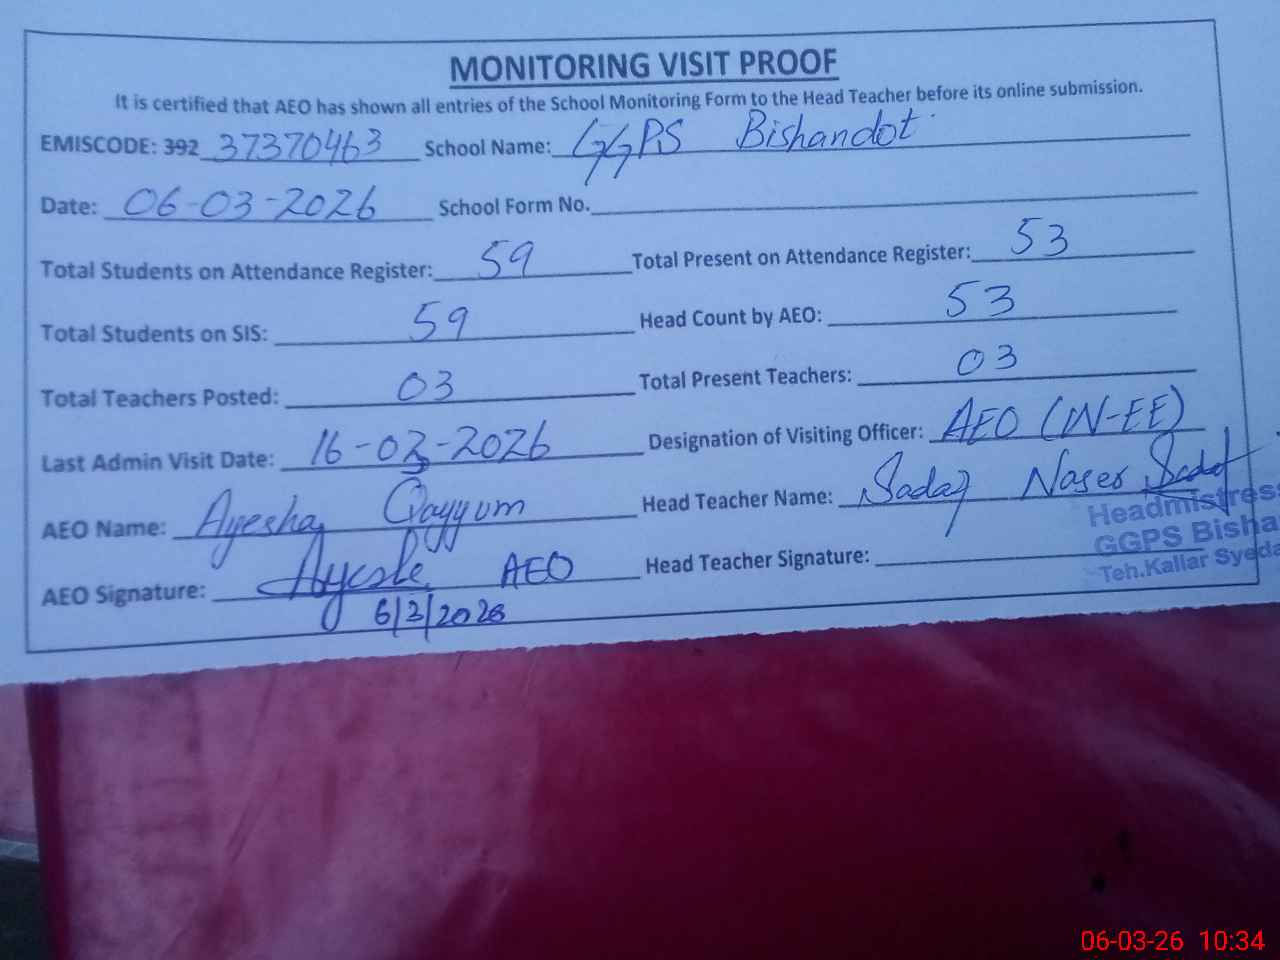 MONITORING VISIT PROOF
It is certified that AEO has shown all entries of the School Monitoring Form to the Head Teacher before its online submission.
EMISCODE: 392 37370463 School Name: GGPS Bishandot
Date: 06-03-2026 School Form No.
Total Students on Attendance Register: 59 Total Present on Attendance Register: 53
Total Students on SIS: 59 Head Count by AEO: 53
Total Teachers Posted: 03 Total Present Teachers: 03
Last Admin Visit Date: 16-02-2026 Designation of Visiting Officer: AEO (W-EE)
AEO Name: Ayesha Qayyum Head Teacher Name: Sadaf Naser
Headmistress
GGPS Bisha
Teh.Kallar Syeda
AEO Signature: Ayesha AEO Head Teacher Signature:
6/3/2026
06-03-26 10:34